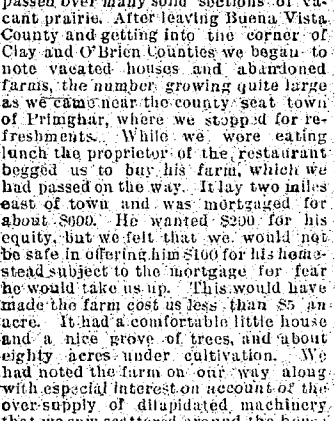 passed over many solid sections of va-
cant prairie. After leaving Buena Vista
County and getting into the corner of
Clay and O'Brien Counties we began to
note vacated houses and abandoned
farms, the number growing quite large
as we came near the county seat town
of Primghar, where we stopped for re-
freshments. While we were eating
lunch the proprietor of the restaurant
begged us to buy his farm, which we
had passed on the way. It lay two miles
east of town and was mortgaged for
about $600. He wanted $200 for his
equity, but we felt that we would not
be safe in offering him $100 for his home-
stead subject to the mortgage for fear
he would take us up. This would have
made the farm cost us less than $5 an
acre. It had a comfortable little house
and a nice grove of trees, and about
eighty acres under cultivation. We
had noted the farm on our way along
with especial interest on account of the
over-supply of dilapidated machinery
that we saw scattered around the